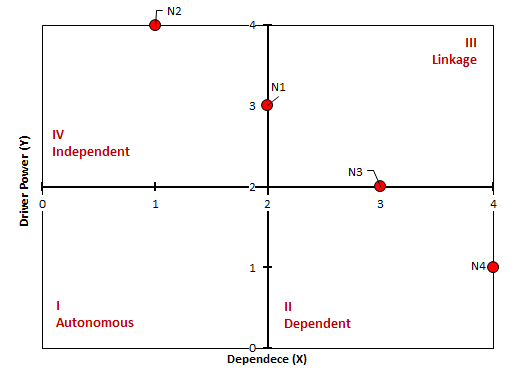 N2
4
III
Linkage
N1
3
IV
Independent
N3
2
0
1
2
3
4
Driver Power (Y)
N4
1
I
Autonomous
II
Dependent
0
Dependece (X)